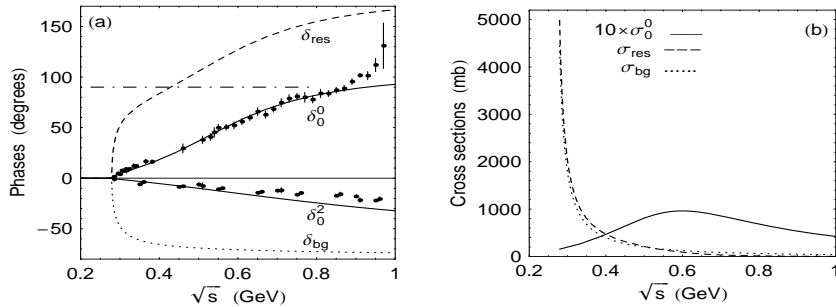 (a)
δres
δ⁰₀
δ²₀
δbg
150
100
50
0
−50
Phases (degrees)
0.2
0.4
0.6
0.8
1
√s (GeV)
(b)
10×σ⁰₀
σres
σbg
5000
4000
3000
2000
1000
0
Cross sections (mb)
0.2
0.4
0.6
0.8
1
√s (GeV)